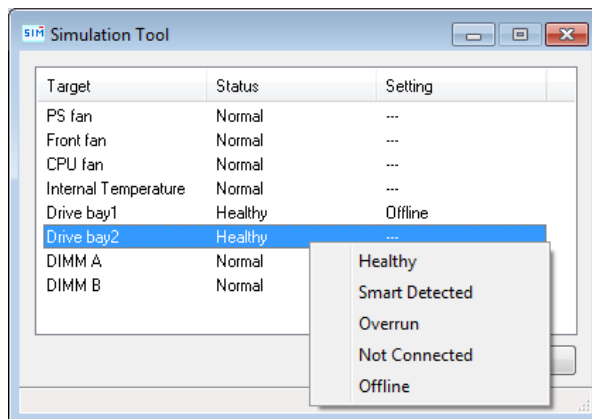 SIM Simulation Tool
Target Status Setting
PS fan Normal ---
Front fan Normal ---
CPU fan Normal ---
Internal Temperature Normal ---
Drive bay1 Healthy Offline
Drive bay2 Healthy ---
DIMM A Normal
DIMM B Normal
Healthy
Smart Detected
Overrun
Not Connected
Offline